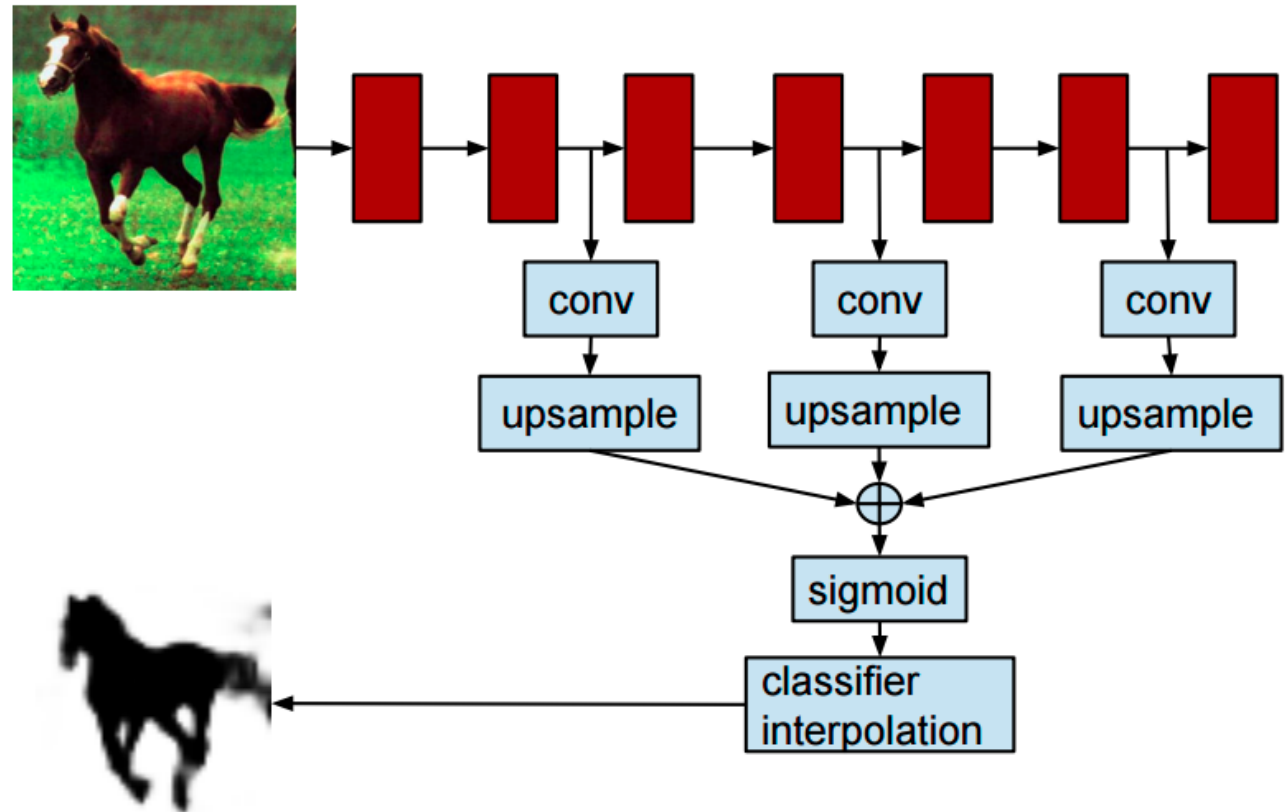 conv
conv
conv
upsample
upsample
upsample
sigmoid
classifier
interpolation